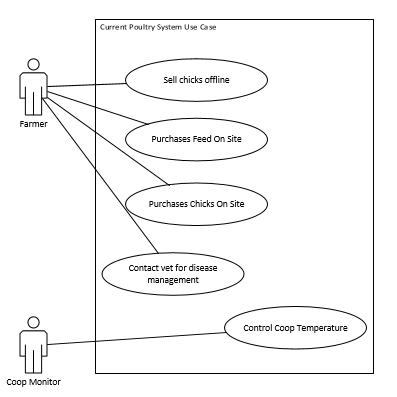 Current Poultry System Use Case
Sell chicks offline
Farmer
Purchases Feed On Site
Purchases Chicks On Site
Contact vet for disease
management
Control Coop Temperature
Coop Monitor